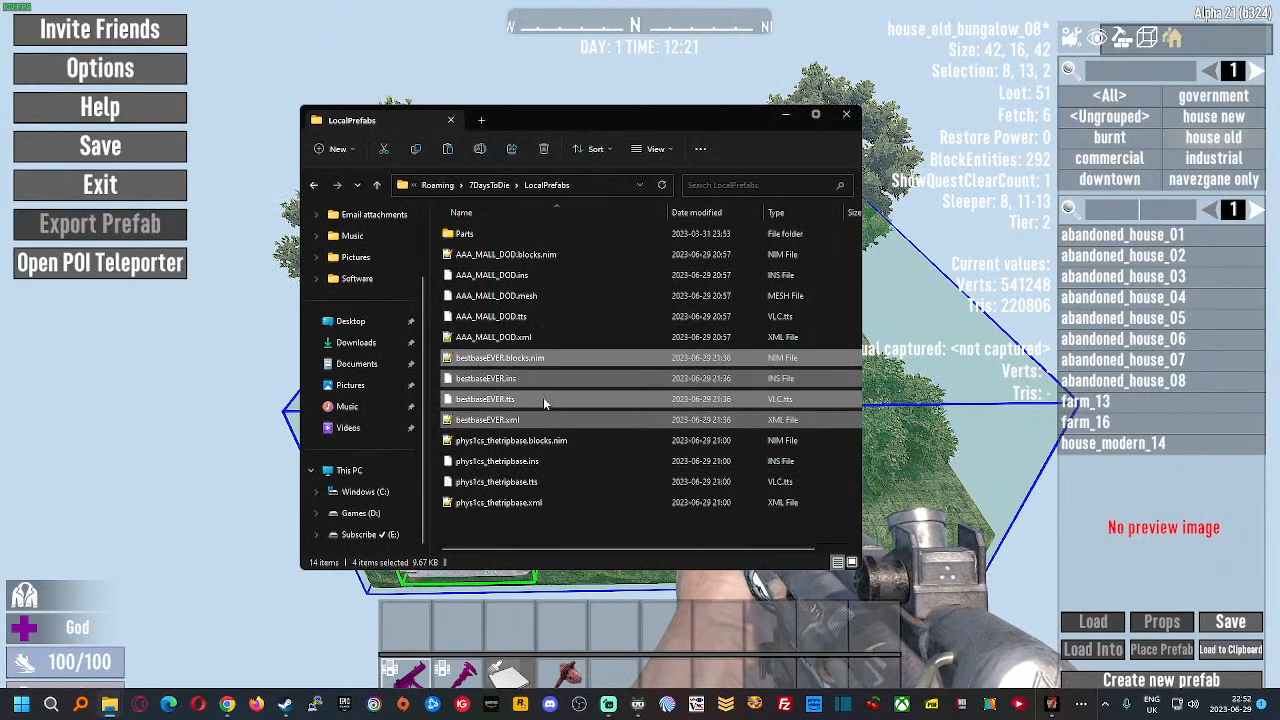 Alpha 21 (b324)
Invite Friends
Options
Help
Save
Exit
Export Prefab
Open POI Teleporter
W
N
DAY: 1 TIME: 12:21
house_old_bungalow_08*
Size: 42, 16, 42
Selection: 8, 13, 2
Loot: 51
Fetch: 6
Restore Power: 0
BlockEntities: 292
ShowQuestClearCount: 1
Sleeper: 8, 11-13
Tier: 2
Current values:
Verts: 541248
Tris: 220806
ual captured: <not captured>
Verts: -
Tris: -
LocalPrefabs
New
Sort
View
Roaming
7DaysToDie
LocalPrefabs
Search LocalPrefabs
Email attachments
Music
Pictures
Software
Desktop
Downloads
Documents
Pictures
Music
Videos
This PC
Windows (C:)
Games (D:)
Subscribe ✔ (E:)
Name Date modified Type Size
Parts 2023-03-31 23:53 File folder
AAA_MALL_DOD.blocks.nim 2023-06-29 20:57 NIM File
AAA_MALL_DOD.ins 2023-06-29 20:57 INS File
AAA_MALL_DOD.mesh 2023-06-29 20:57 MESH File
AAA_MALL_DOD.tts 2023-06-29 20:57 VLC.tts
AAA_MALL_DOD.xml 2023-06-29 20:57 XML File
bestbaseEVER.blocks.nim 2023-06-29 21:36 NIM File
bestbaseEVER.ins 2023-06-29 21:36 INS File
bestbaseEVER.tts 2023-06-29 21:36 VLC.tts
bestbaseEVER.xml 2023-06-29 21:36 XML File
phys1cs_thetripbase.blocks.nim 2023-06-29 21:00 NIM File
phys1cs_thetripbase.ins 2023-06-29 21:00 INS File
phys1cs_thetripbase.tts 2023-06-29 21:00 VLC.tts
phys1cs_thetripbase.xml 2023-06-29 21:00 XML File
14 items 4 items selected 9.67 KB
1
<All> government
<Ungrouped> house new
burnt house old
commercial industrial
downtown navezgane only
1
abandoned_house_01
abandoned_house_02
abandoned_house_03
abandoned_house_04
abandoned_house_05
abandoned_house_06
abandoned_house_07
abandoned_house_08
farm_13
farm_16
house_modern_14
No preview image
Load Props Save
Load Into Place Prefab Load to Clipboard
Create new prefab
God
100/100
ENG
22:52
2023-06-29